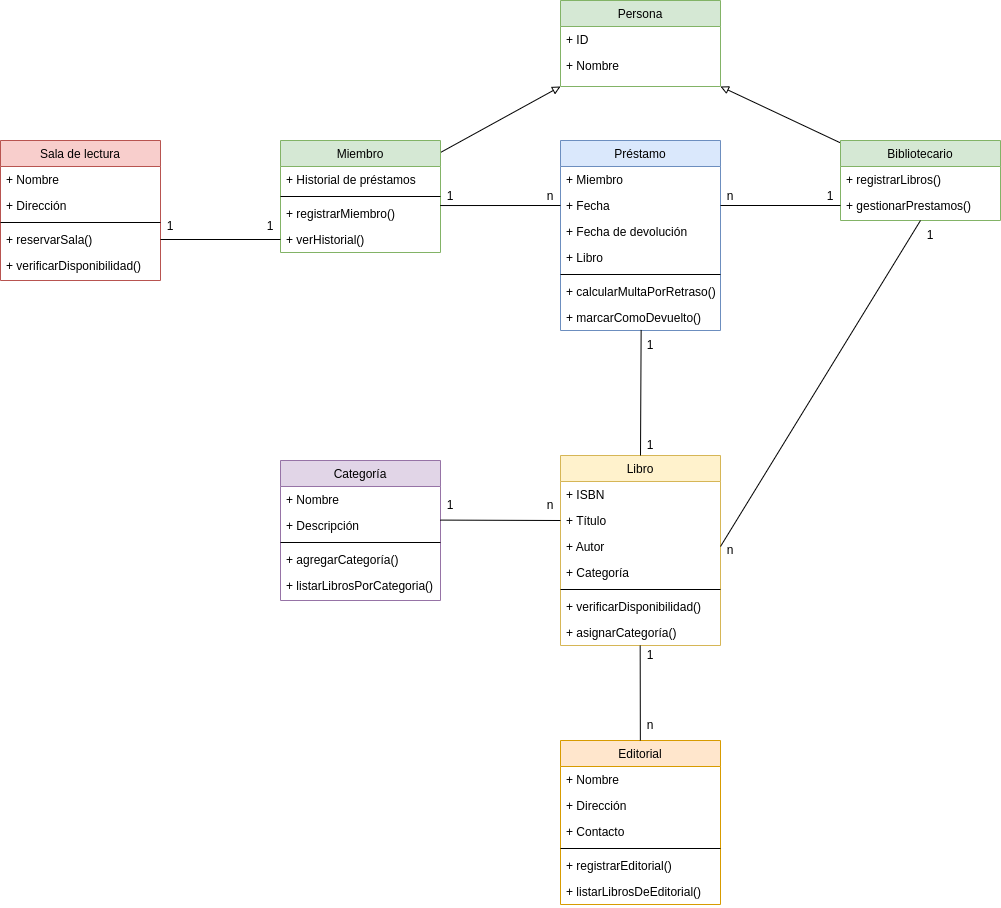 Persona
+ ID
+ Nombre
Sala de lectura
+ Nombre
+ Dirección
+ reservarSala()
+ verificarDisponibilidad()
1
1
Miembro
+ Historial de préstamos
+ registrarMiembro()
+ verHistorial()
1
n
Préstamo
+ Miembro
+ Fecha
+ Fecha de devolución
+ Libro
+ calcularMultaPorRetraso()
+ marcarComoDevuelto()
n
1
Bibliotecario
+ registrarLibros()
+ gestionarPrestamos()
1
1
1
Categoría
+ Nombre
+ Descripción
+ agregarCategoría()
+ listarLibrosPorCategoria()
1
n
Libro
+ ISBN
+ Título
+ Autor
+ Categoría
+ verificarDisponibilidad()
+ asignarCategoría()
n
1
n
Editorial
+ Nombre
+ Dirección
+ Contacto
+ registrarEditorial()
+ listarLibrosDeEditorial()